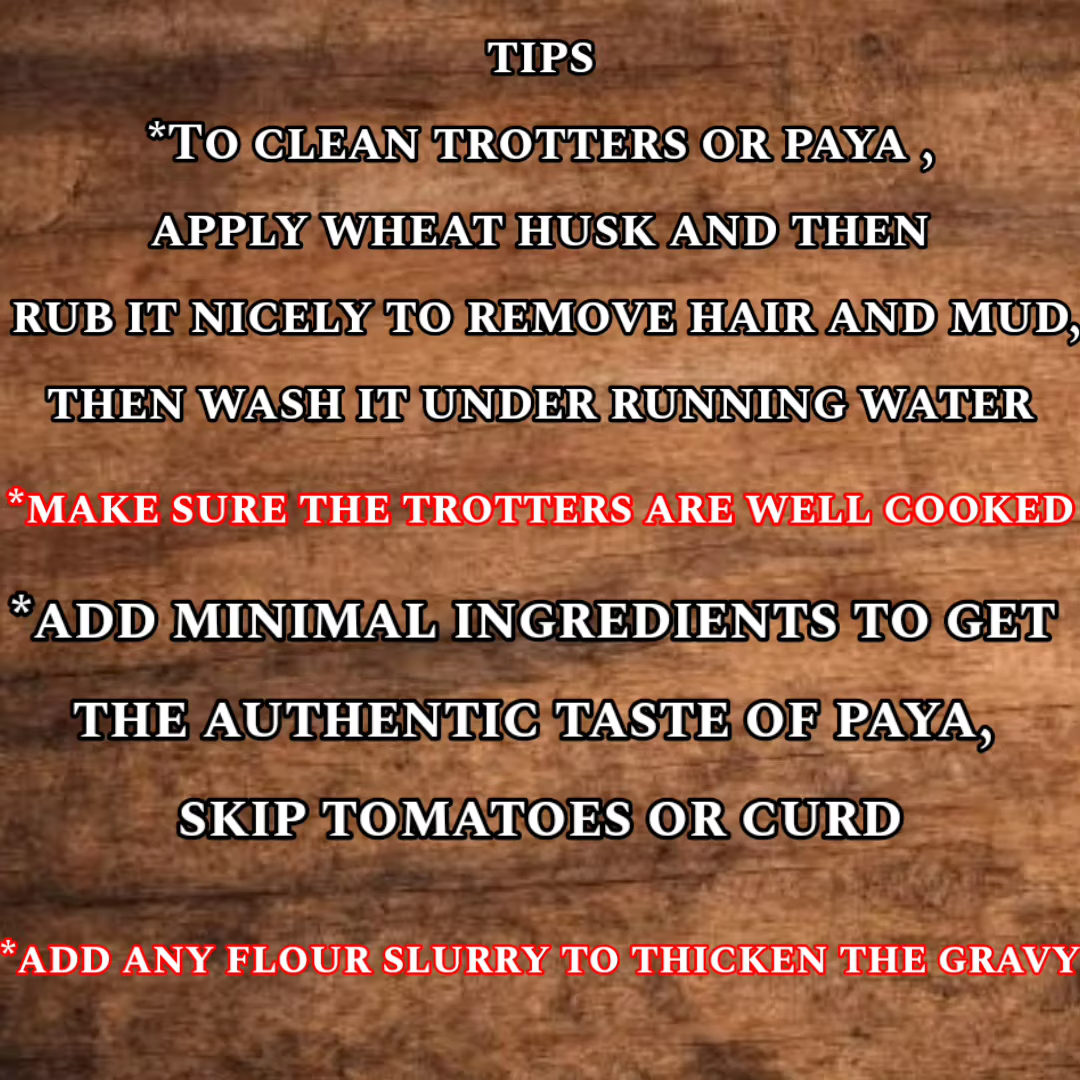 TIPS
*To CLEAN TROTTERS OR PAYA ,
APPLY WHEAT HUSK AND THEN
RUB IT NICELY TO REMOVE HAIR AND MUD,
THEN WASH IT UNDER RUNNING WATER
*MAKE SURE THE TROTTERS ARE WELL COOKED
*ADD MINIMAL INGREDIENTS TO GET
THE AUTHENTIC TASTE OF PAYA,
SKIP TOMATOES OR CURD
*ADD ANY FLOUR SLURRY TO THICKEN THE GRAVY